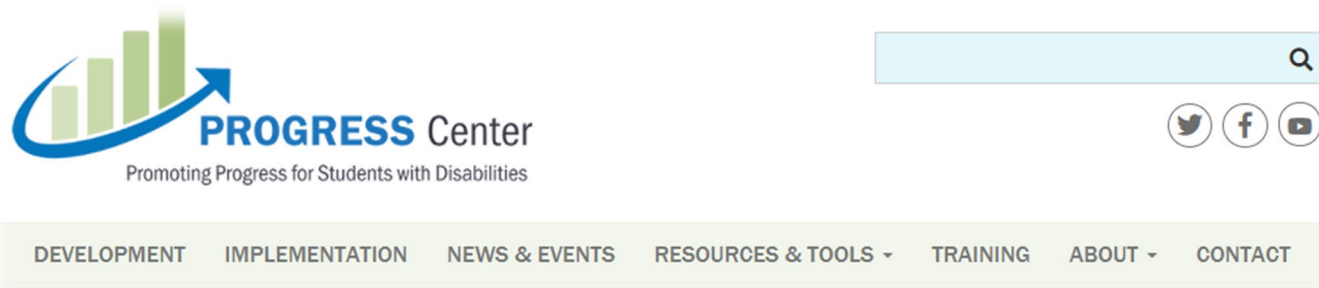 PROGRESS Center
Promoting Progress for Students with Disabilities
DEVELOPMENT IMPLEMENTATION NEWS & EVENTS RESOURCES & TOOLS TRAINING ABOUT CONTACT